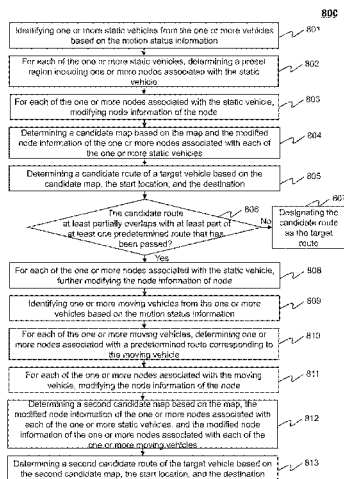 800
Identifying one or more static vehicles from the one or more vehicles
based on the motion status information
801
For each of the one or more static vehicles, determining a preset
region including one or more nodes associated with the static
vehicle
802
For each of the one or more nodes associated with the static vehicle,
modifying node information of the node
803
Determining a candidate map based on the map and the modified
node information of the one or more nodes associated with each of
the one or more static vehicles
804
Determining a candidate route of a target vehicle based on the
candidate map, the start location, and the destination
805
The candidate route
at least partially overlaps with at least part of
at least one predetermined route that has
been passed?
806
No
Designating the
candidate route
as the target
route
807
Yes
For each of the one or more nodes associated with the static vehicle,
further modifying the node information of node
808
Identifying one or more moving vehicles from the one or more
vehicles based on the motion status information
809
For each of the one or more moving vehicles, determining one or
more nodes associated with a predetermined route corresponding to
the moving vehicle
810
For each of the one or more nodes associated with the moving
vehicle, modifying the node information of the node
811
Determining a second candidate map based on the map, the
modified node information of the one or more nodes associated with
each of the one or more static vehicles, and the modified node
information of the one or more nodes associated with each of the
one or more moving vehicles
812
Determining a second candidate route of the target vehicle based on
the second candidate map, the start location, and the destination
813